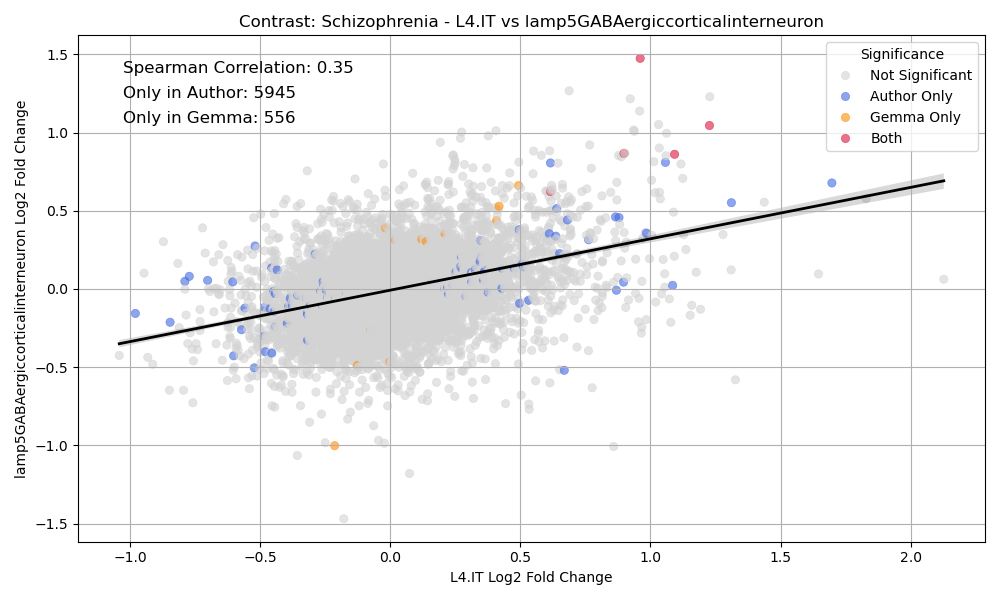 Contrast: Schizophrenia - L4.IT vs lamp5GABAergiccorticalinterneuron
Spearman Correlation: 0.35
Only in Author: 5945
Only in Gemma: 556
Significance
Not Significant
Author Only
Gemma Only
Both
lamp5GABAergiccorticalinterneuron Log2 Fold Change
1.5
1.0
0.5
0.0
−0.5
−1.0
−1.5
−1.0
−0.5
0.0
0.5
1.0
1.5
2.0
L4.IT Log2 Fold Change